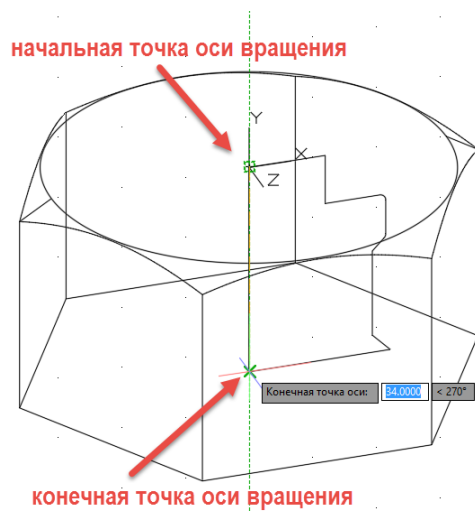 начальная точка оси вращения
Y
X
Z
Конечная точка оси: 34.0000 < 270°
конечная точка оси вращения